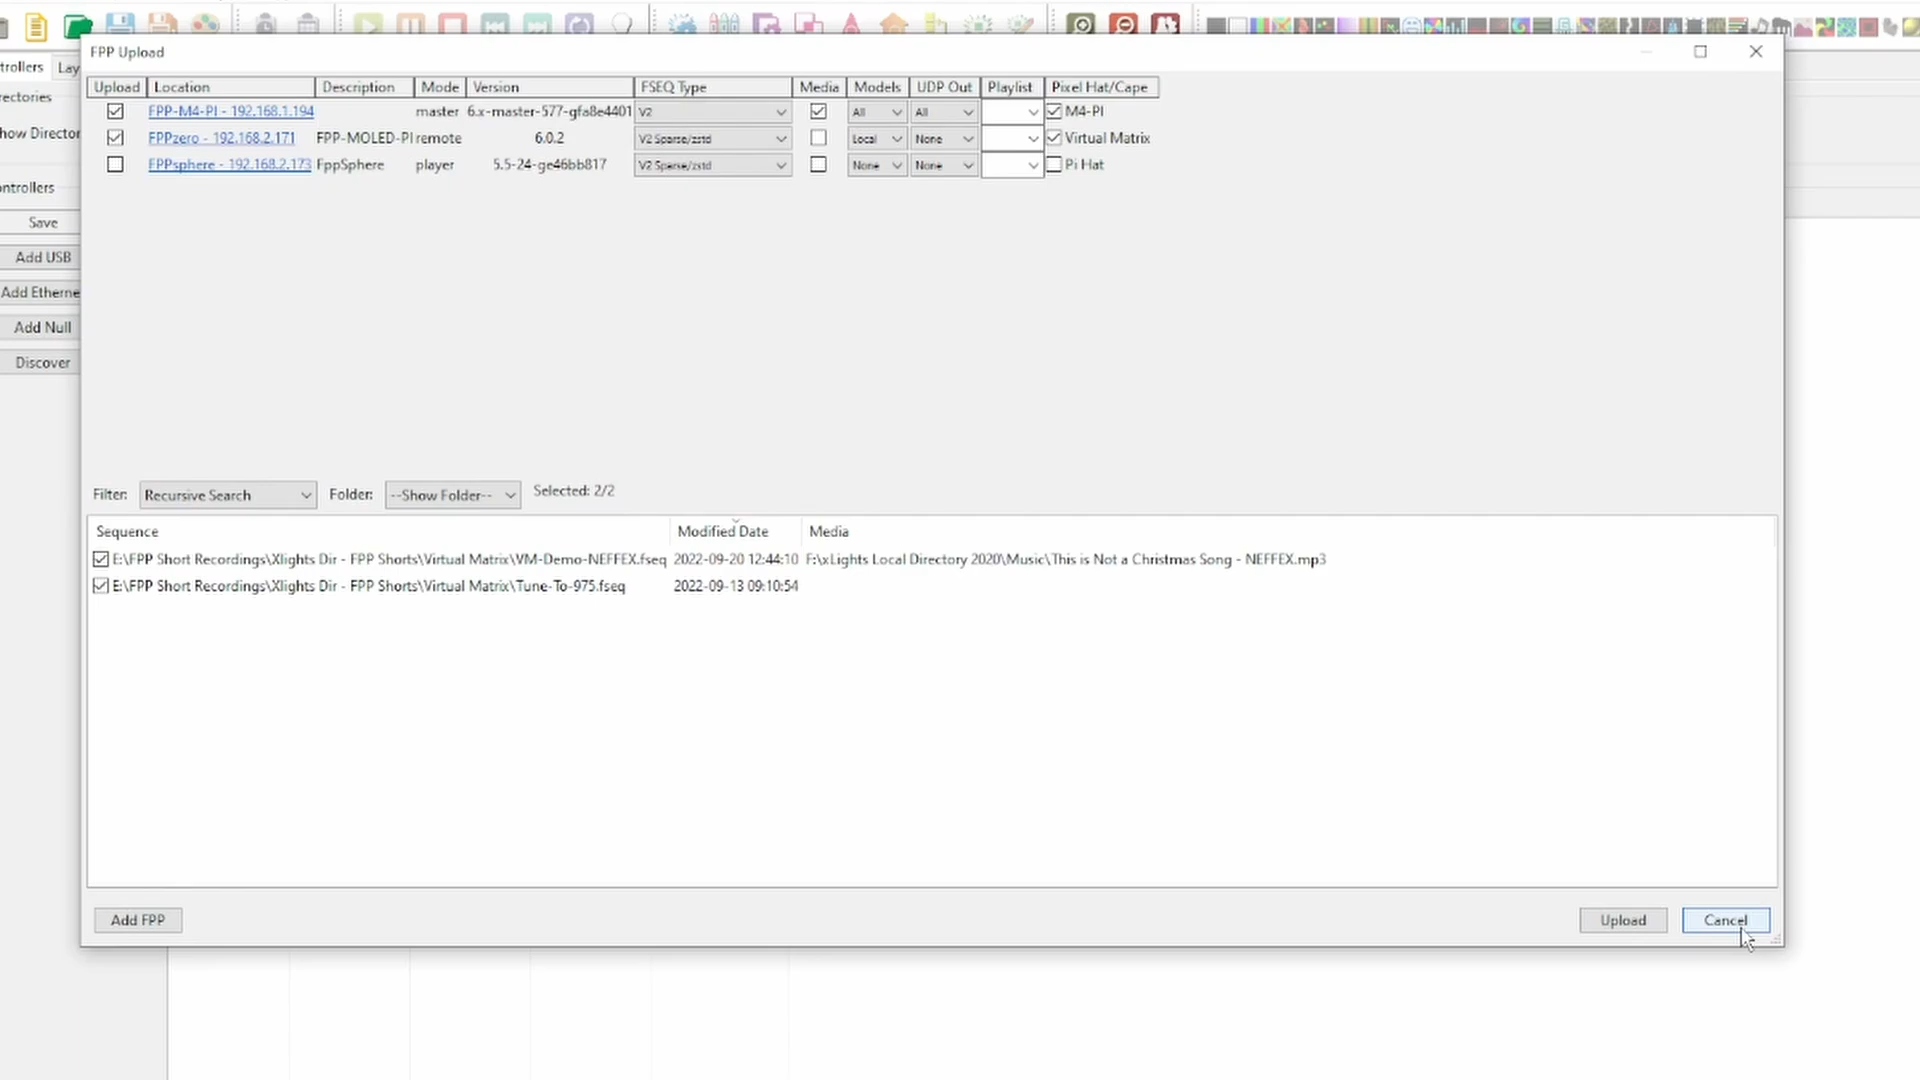 FPP Upload
trollers Lay
Upload Location Description Mode Version FSEQ Type Media Models UDP Out Playlist Pixel Hat/Cape
ectories
FPP-M4-PI - 192.168.1.194 master 6.x-master-577-gfa8e4401 V2 All All M4-PI
how Director
FPPzero - 192.168.2.171 FPP-MOLED-PI remote 6.0.2 V2 Sparse/zstd Local None Virtual Matrix
FPPsphere - 192.168.2.173 FppSphere player 5.5-24-ge46bb817 V2 Sparse/zstd None None Pi Hat
ontrollers
Save
Add USB
Add Etherne
Add Null
Discover
Filter: Recursive Search Folder: --Show Folder-- Selected: 2/2
Sequence Modified Date Media
E:\FPP Short Recordings\Xlights Dir - FPP Shorts\Virtual Matrix\VM-Demo-NEFFEX.fseq 2022-09-20 12:44:10 F:\xLights Local Directory 2020\Music\This is Not a Christmas Song - NEFFEX.mp3
E:\FPP Short Recordings\Xlights Dir - FPP Shorts\Virtual Matrix\Tune-To-975.fseq 2022-09-13 09:10:54
Add FPP Upload Cancel